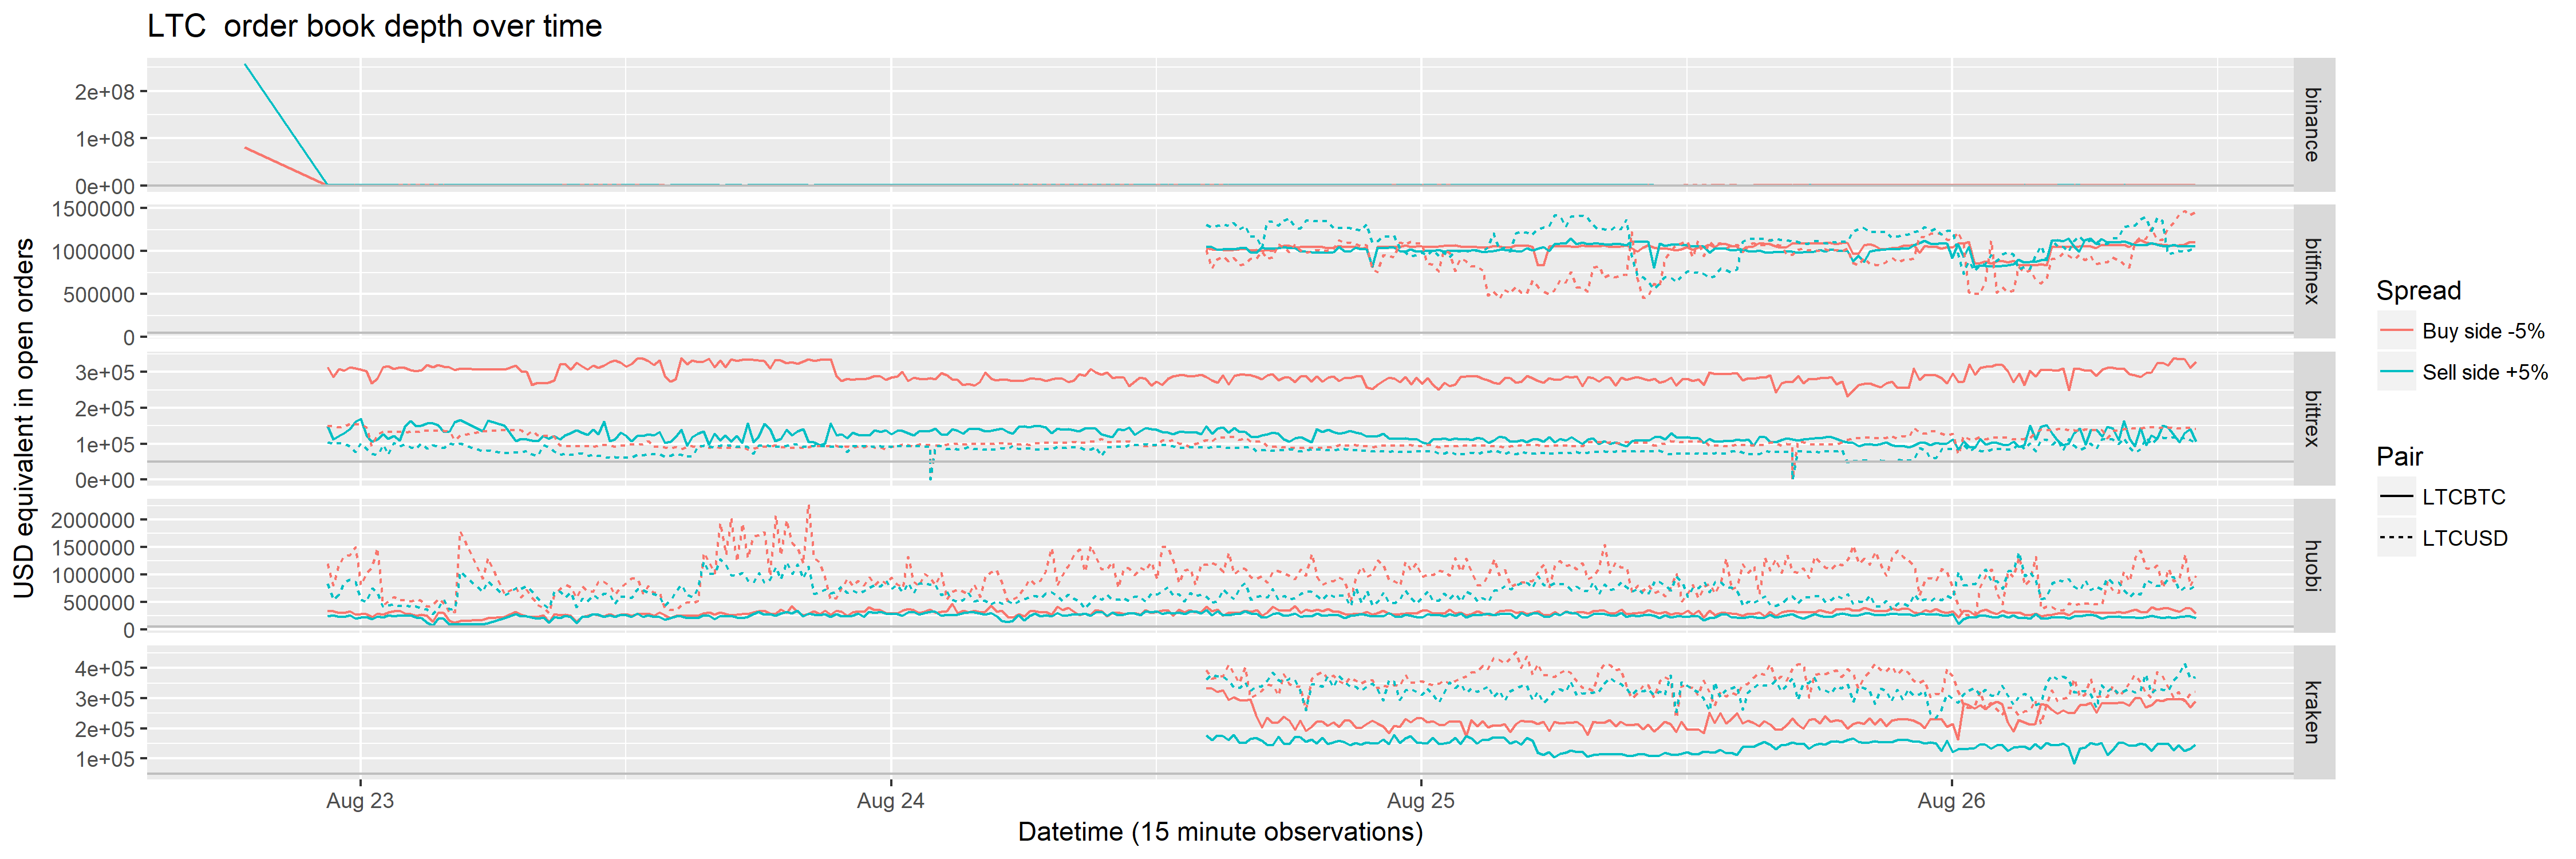 LTC  order book depth over time
USD equivalent in open orders
2e+08
1e+08
0e+00
binance
1500000
1000000
500000
0
bitfinex
3e+05
2e+05
1e+05
0e+00
bittrex
2000000
1500000
1000000
500000
0
huobi
4e+05
3e+05
2e+05
1e+05
kraken
Aug 23
Aug 24
Aug 25
Aug 26
Datetime (15 minute observations)
Spread
Buy side -5%
Sell side +5%
Pair
LTCBTC
LTCUSD